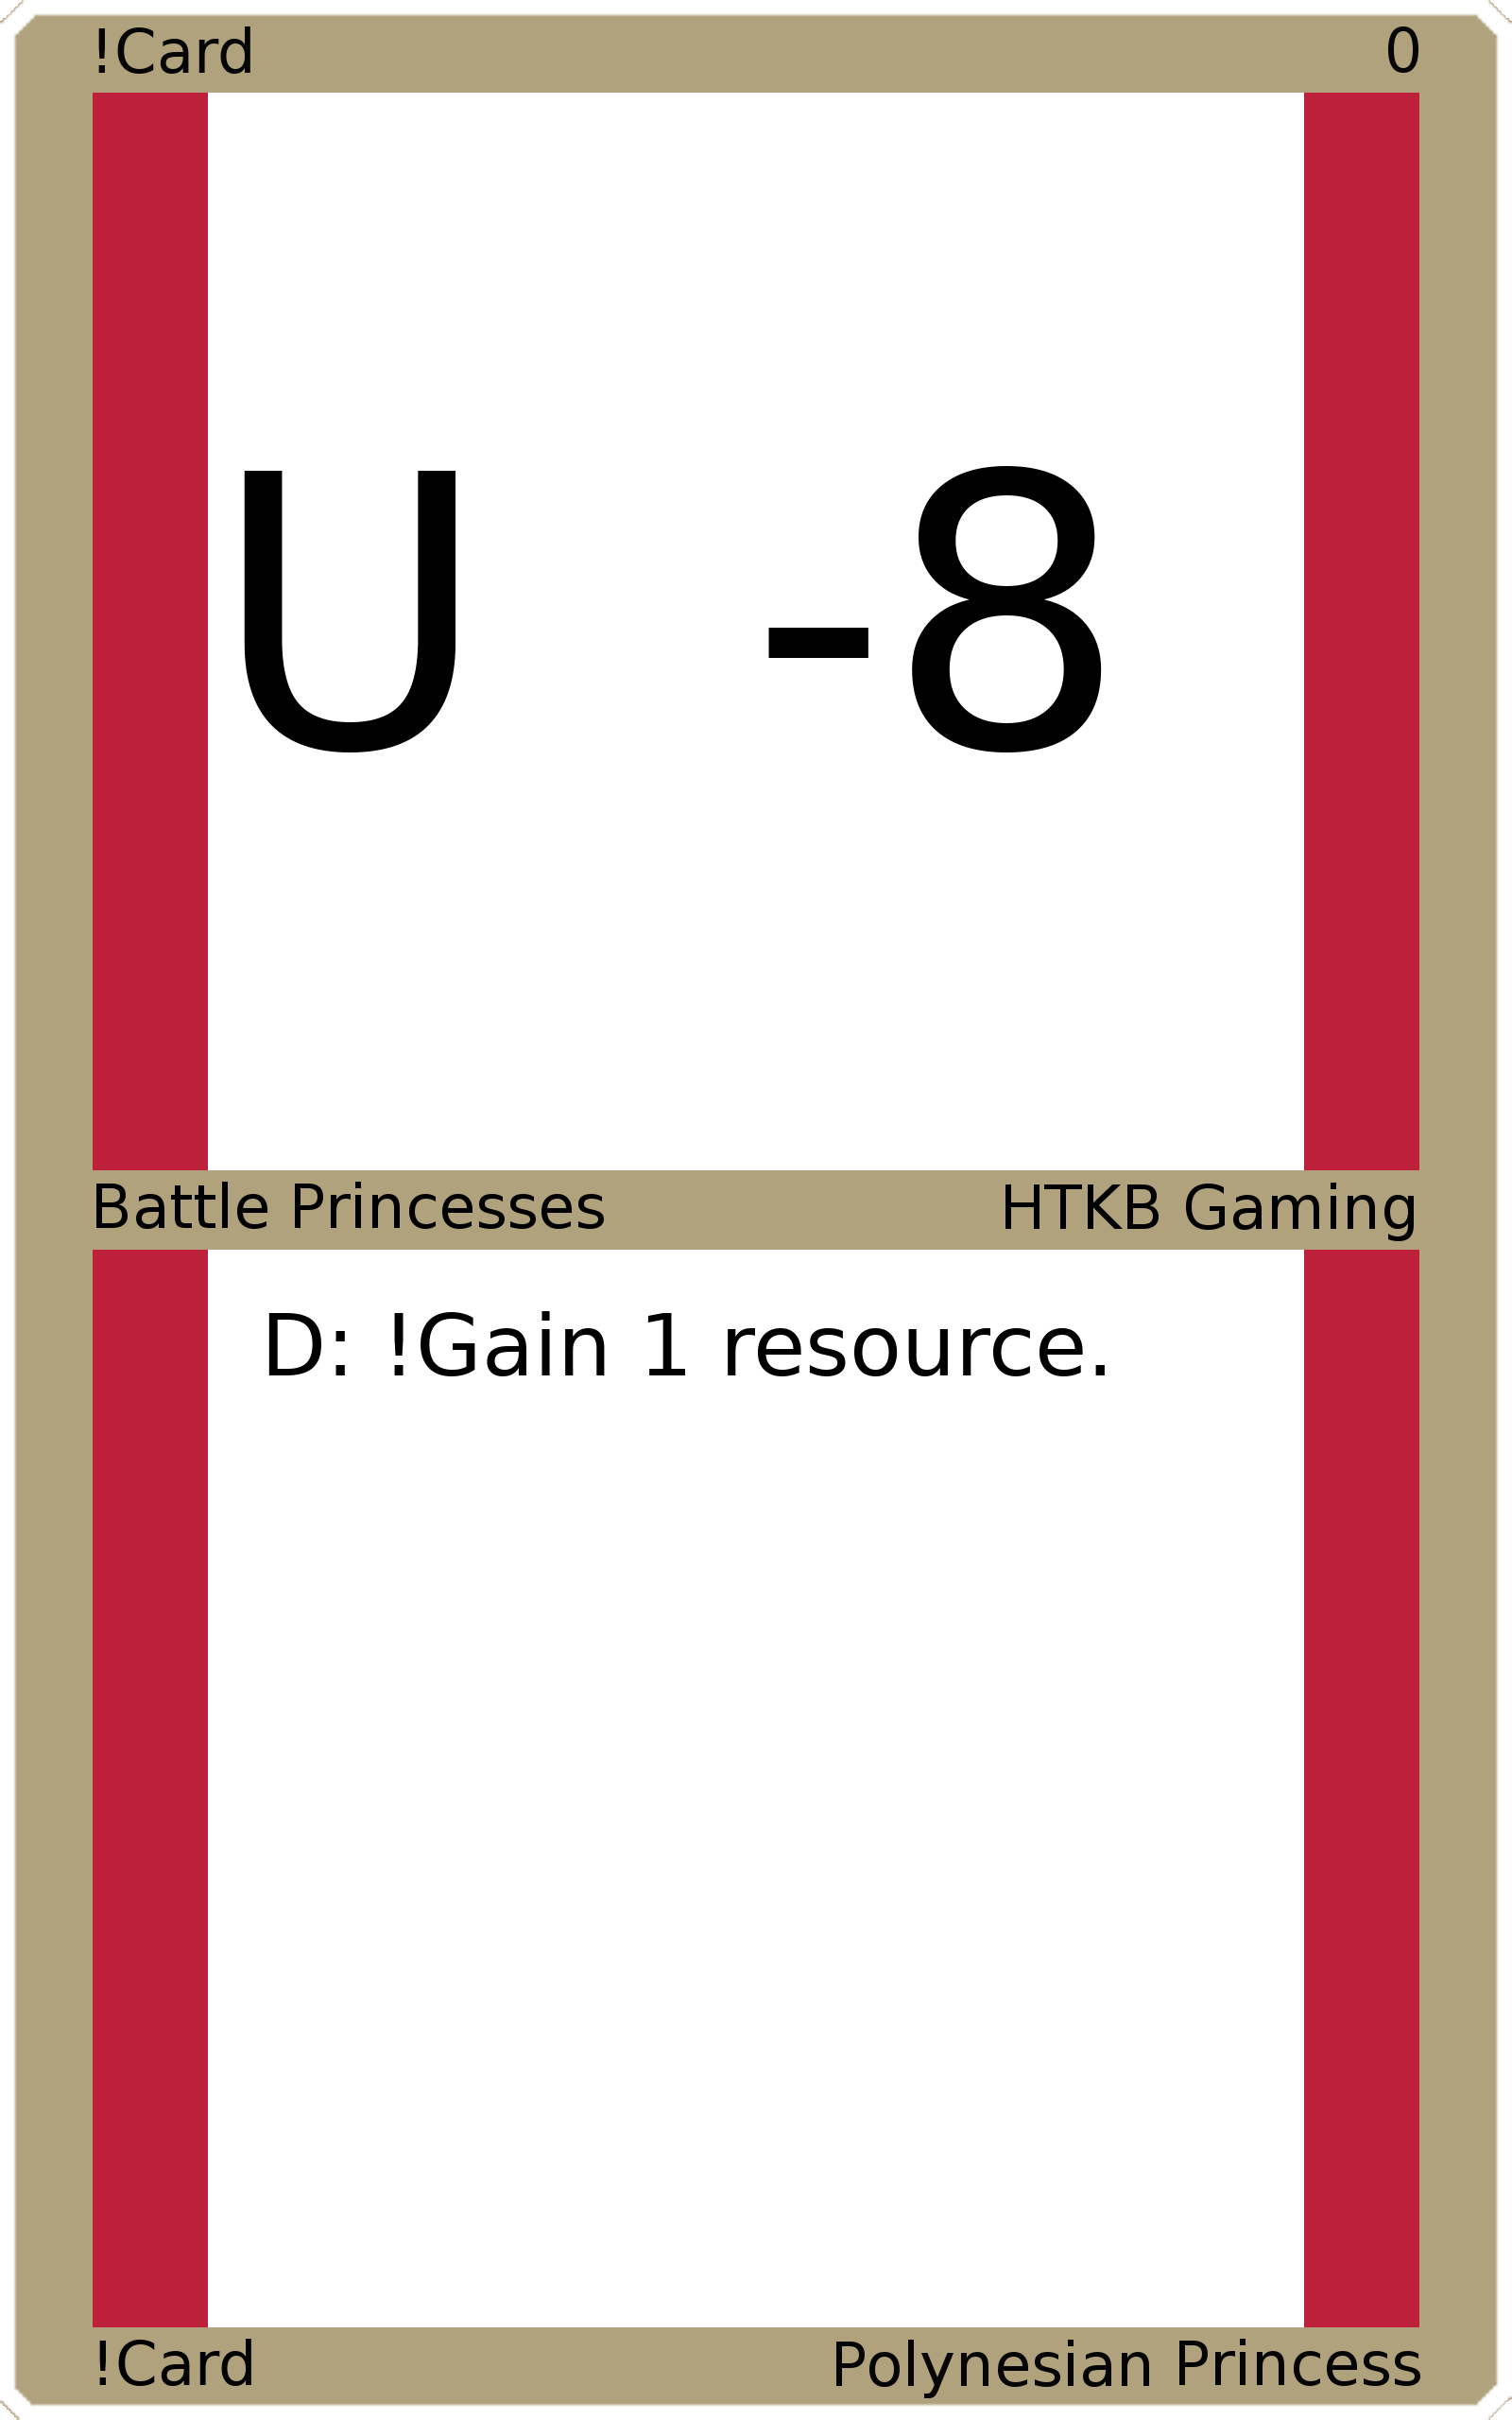 !Card 0
U -8
Battle Princesses HTKB Gaming
D: !Gain 1 resource.
!Card Polynesian Princess